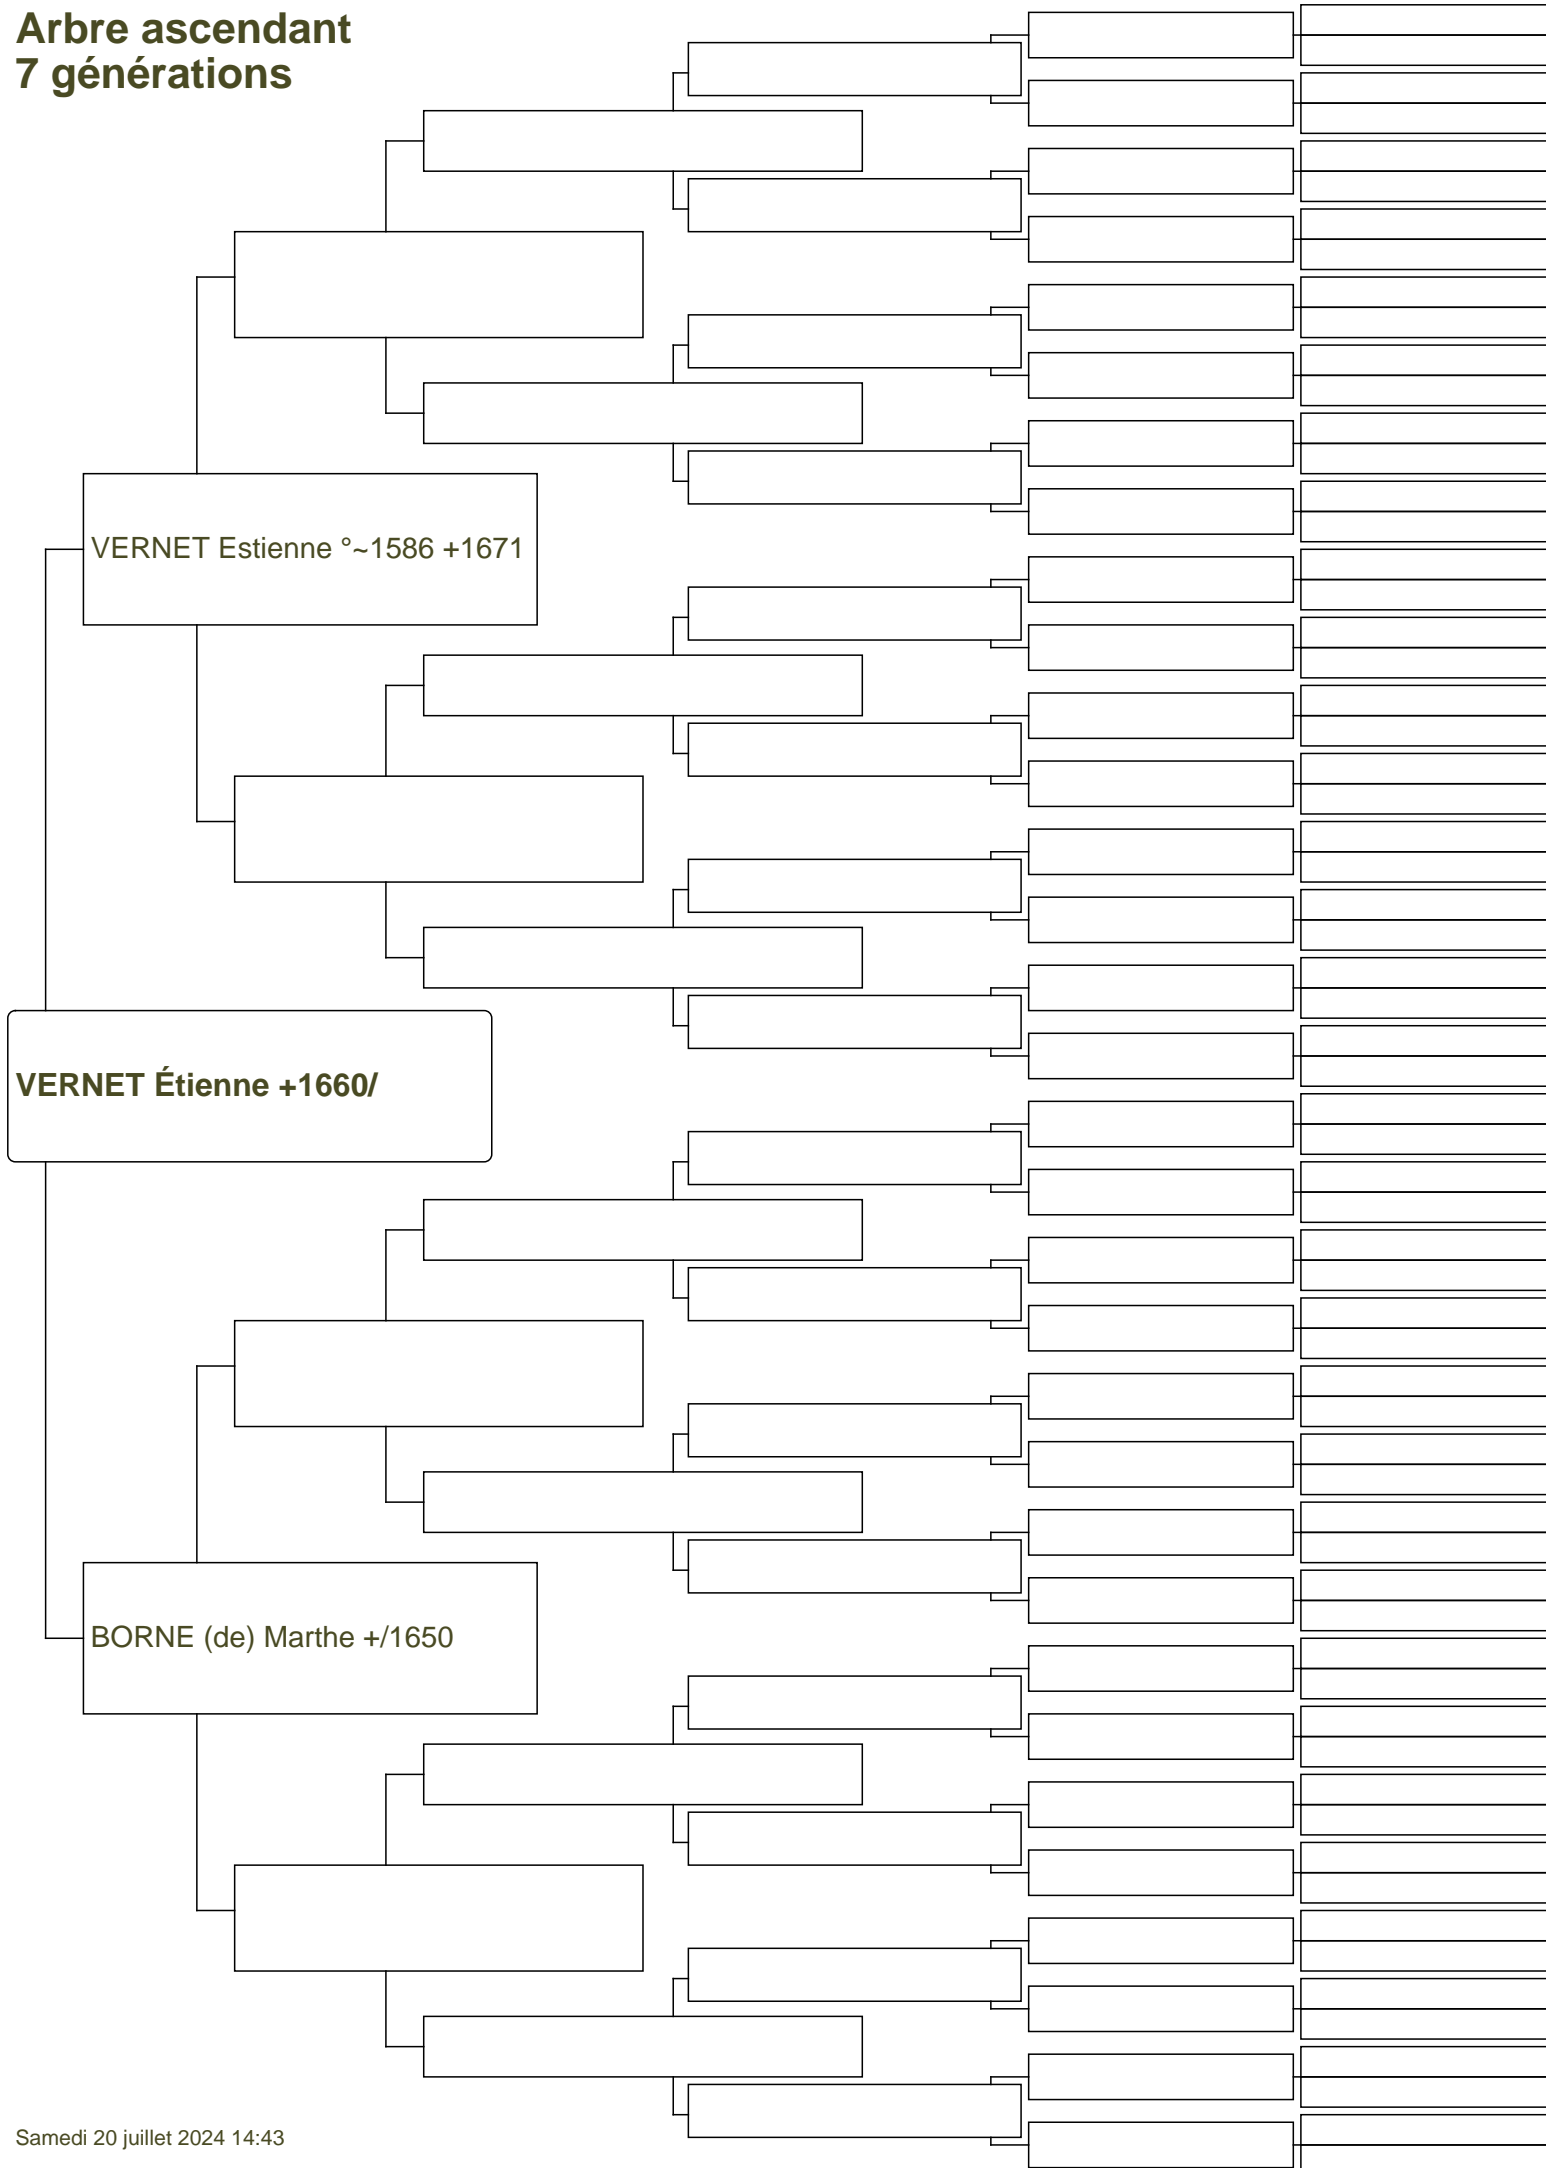 Arbre ascendant
7 générations
VERNET Estienne °~1586 +1671
VERNET Étienne +1660/
BORNE (de) Marthe +/1650
Samedi 20 juillet 2024 14:43